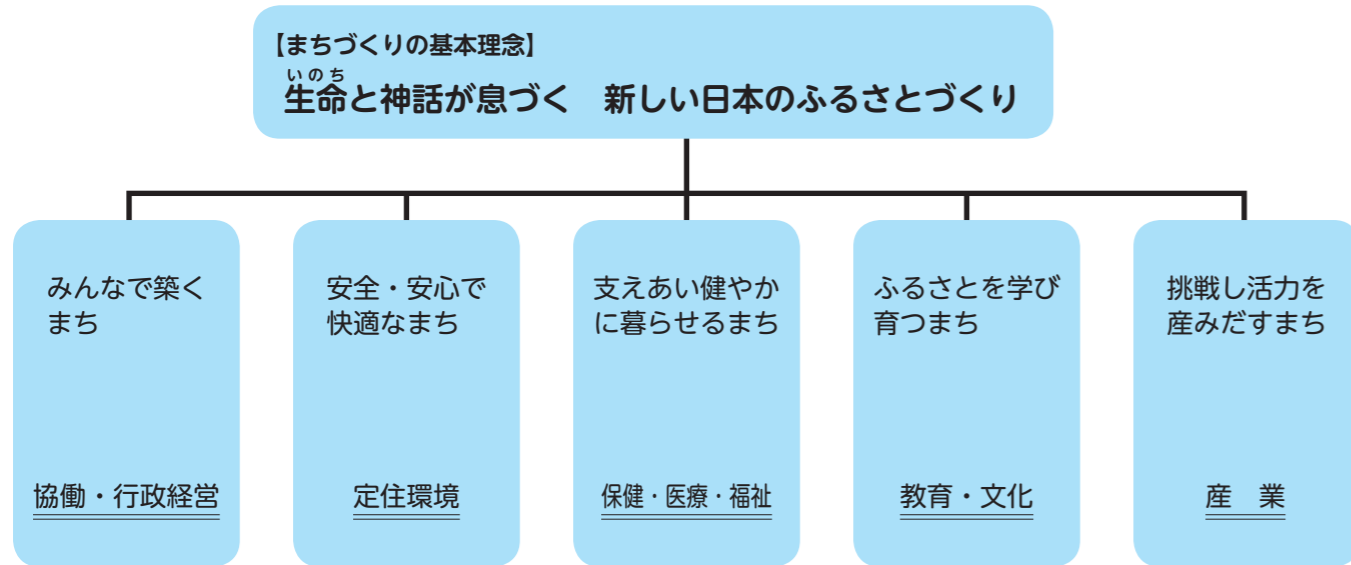 【まちづくりの基本理念】
いのち
生命と神話が息づく　新しい日本のふるさとづくり
みんなで築く
まち
協働・行政経営
安全・安心で
快適なまち
定住環境
支えあい健やか
に暮らせるまち
保健・医療・福祉
ふるさとを学び
育つまち
教育・文化
挑戦し活力を
産みだすまち
産　業